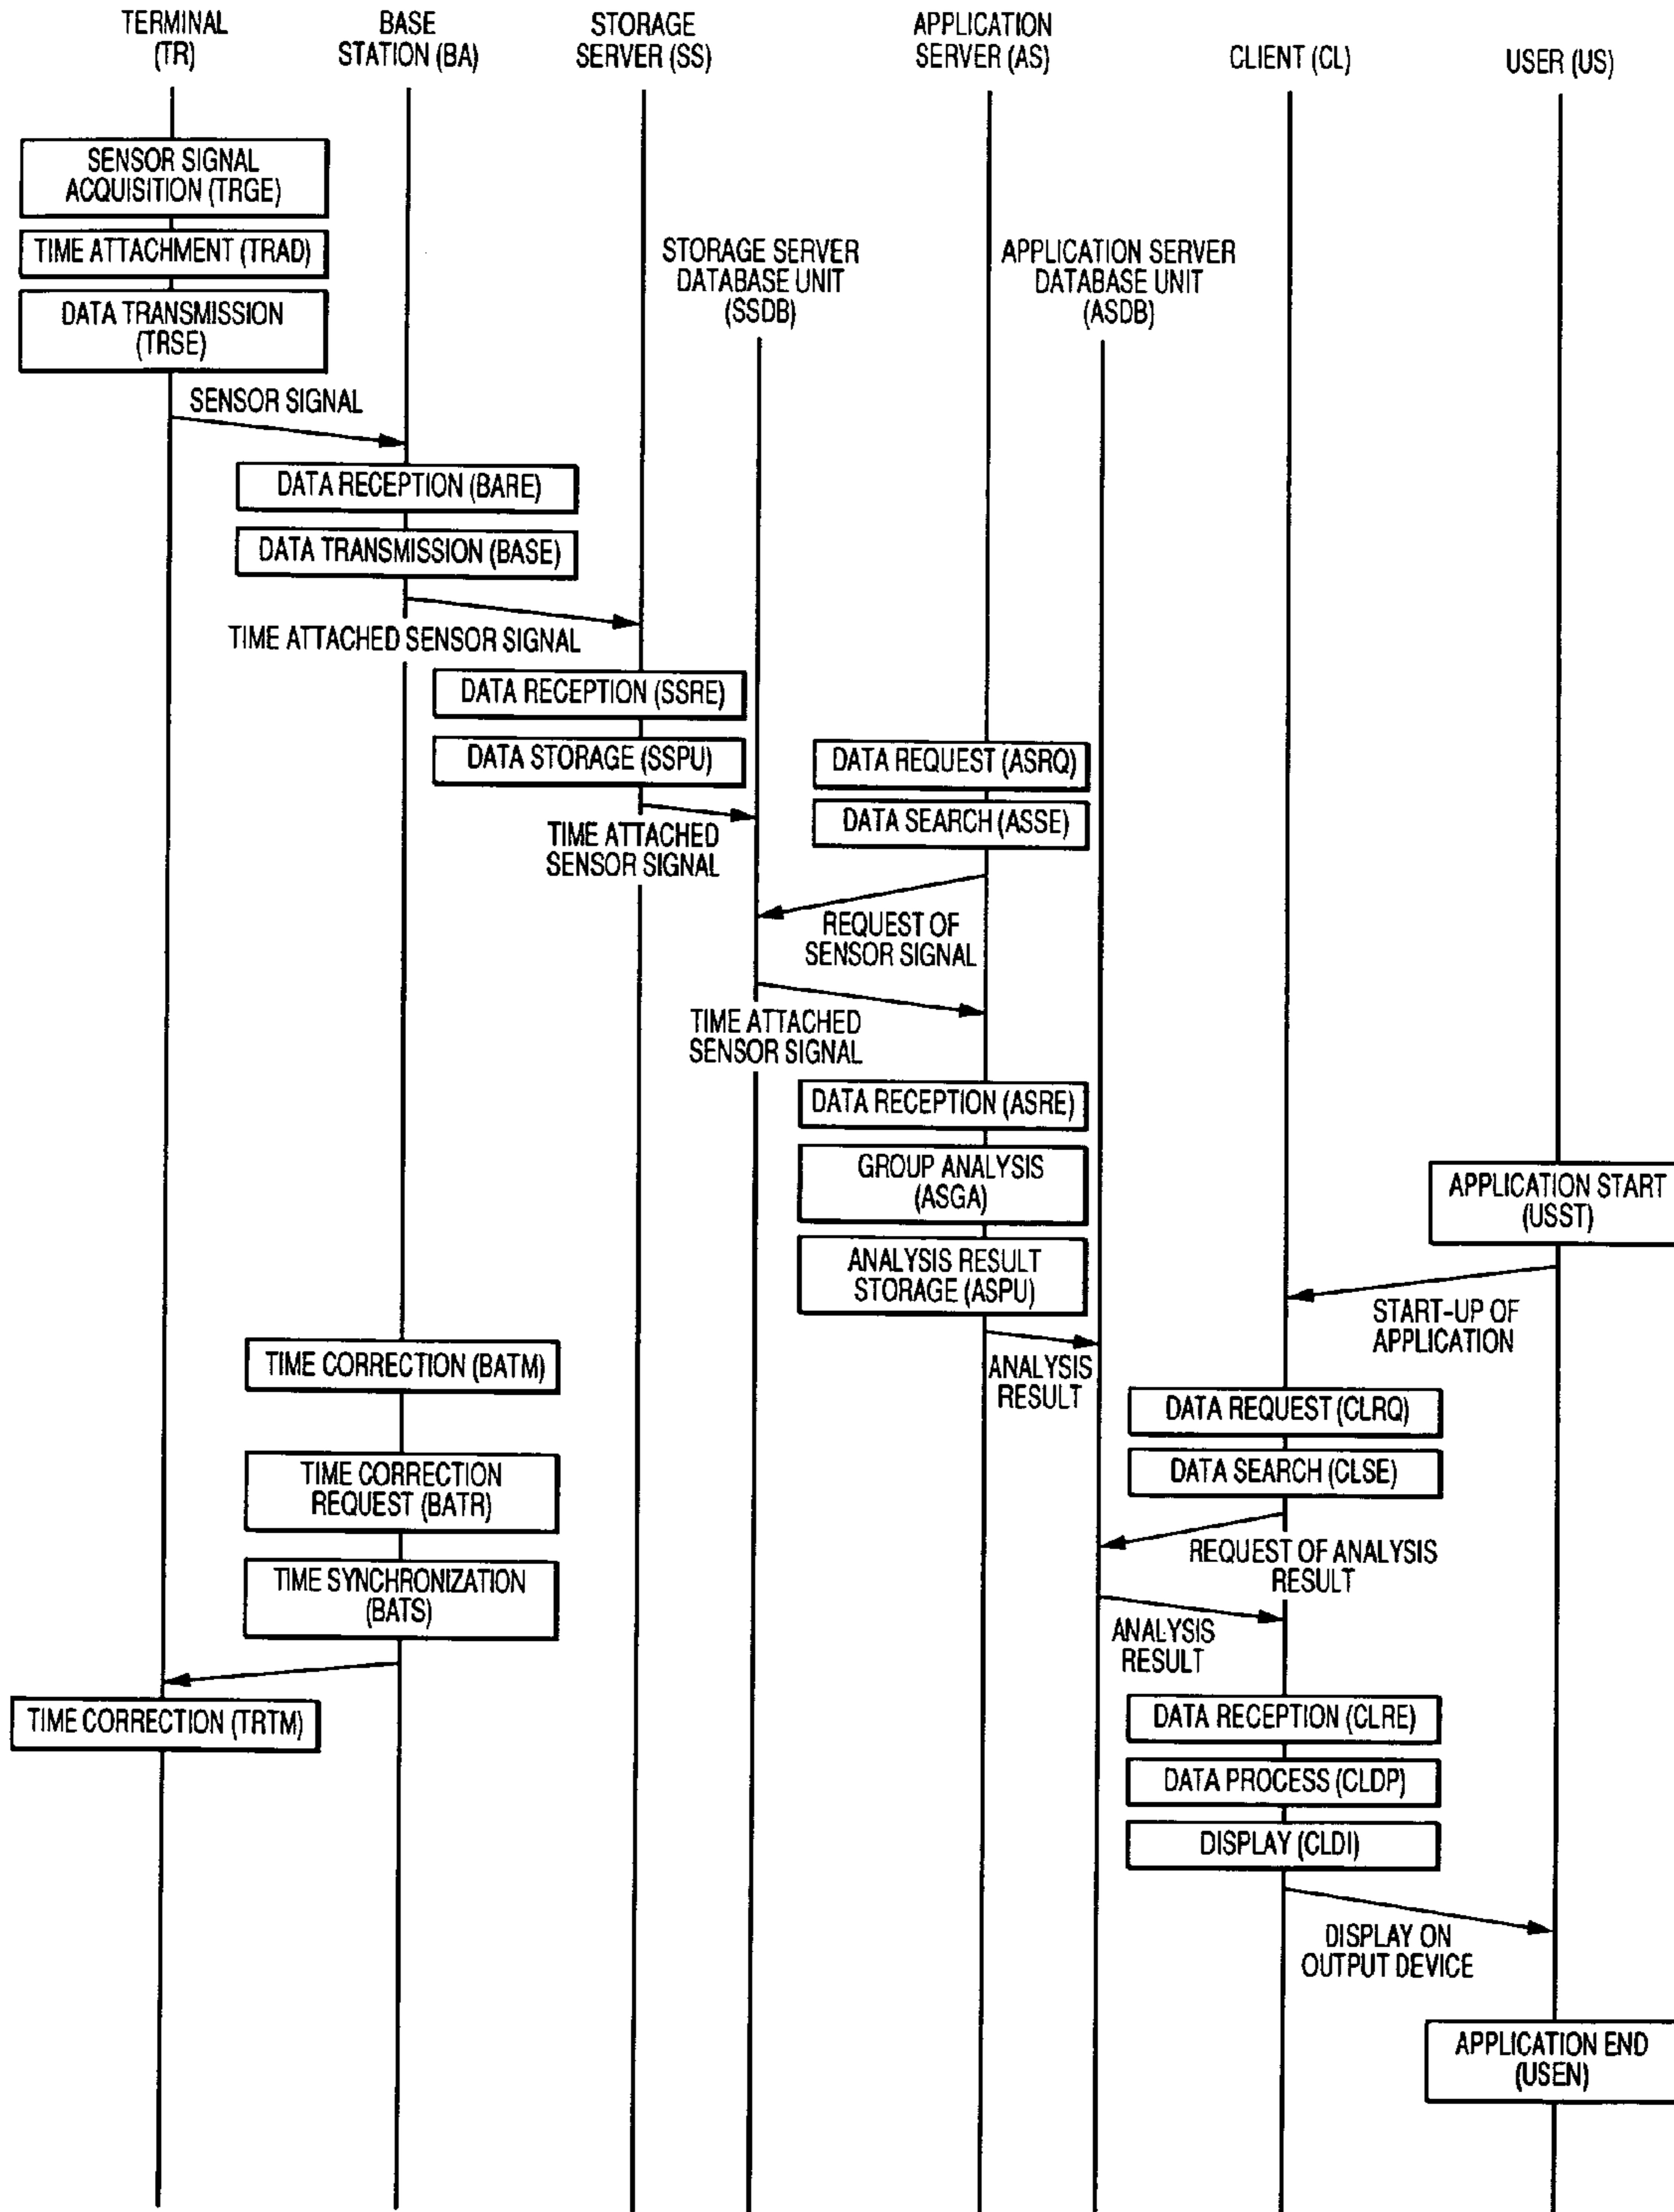 TERMINAL
(TR)
BASE
STATION (BA)
STORAGE
SERVER (SS)
APPLICATION
SERVER (AS)
CLIENT (CL)
USER (US)
SENSOR SIGNAL
ACQUISITION (TRGE)
TIME ATTACHMENT (TRAD)
DATA TRANSMISSION
(TRSE)
STORAGE SERVER
DATABASE UNIT
(SSDB)
APPLICATION SERVER
DATABASE UNIT
(ASDB)
SENSOR SIGNAL
DATA RECEPTION (BARE)
DATA TRANSMISSION (BASE)
TIME ATTACHED SENSOR SIGNAL
DATA RECEPTION (SSRE)
DATA STORAGE (SSPU)
TIME ATTACHED
SENSOR SIGNAL
DATA REQUEST (ASRQ)
DATA SEARCH (ASSE)
REQUEST OF
SENSOR SIGNAL
TIME ATTACHED
SENSOR SIGNAL
DATA RECEPTION (ASRE)
GROUP ANALYSIS
(ASGA)
ANALYSIS RESULT
STORAGE (ASPU)
ANALYSIS
RESULT
APPLICATION START
(USST)
START-UP OF
APPLICATION
TIME CORRECTION (BATM)
TIME CORRECTION
REQUEST (BATR)
TIME SYNCHRONIZATION
(BATS)
TIME CORRECTION (TRTM)
DATA REQUEST (CLRQ)
DATA SEARCH (CLSE)
REQUEST OF ANALYSIS
RESULT
ANALYSIS
RESULT
DATA RECEPTION (CLRE)
DATA PROCESS (CLDP)
DISPLAY (CLDI)
DISPLAY ON
OUTPUT DEVICE
APPLICATION END
(USEN)